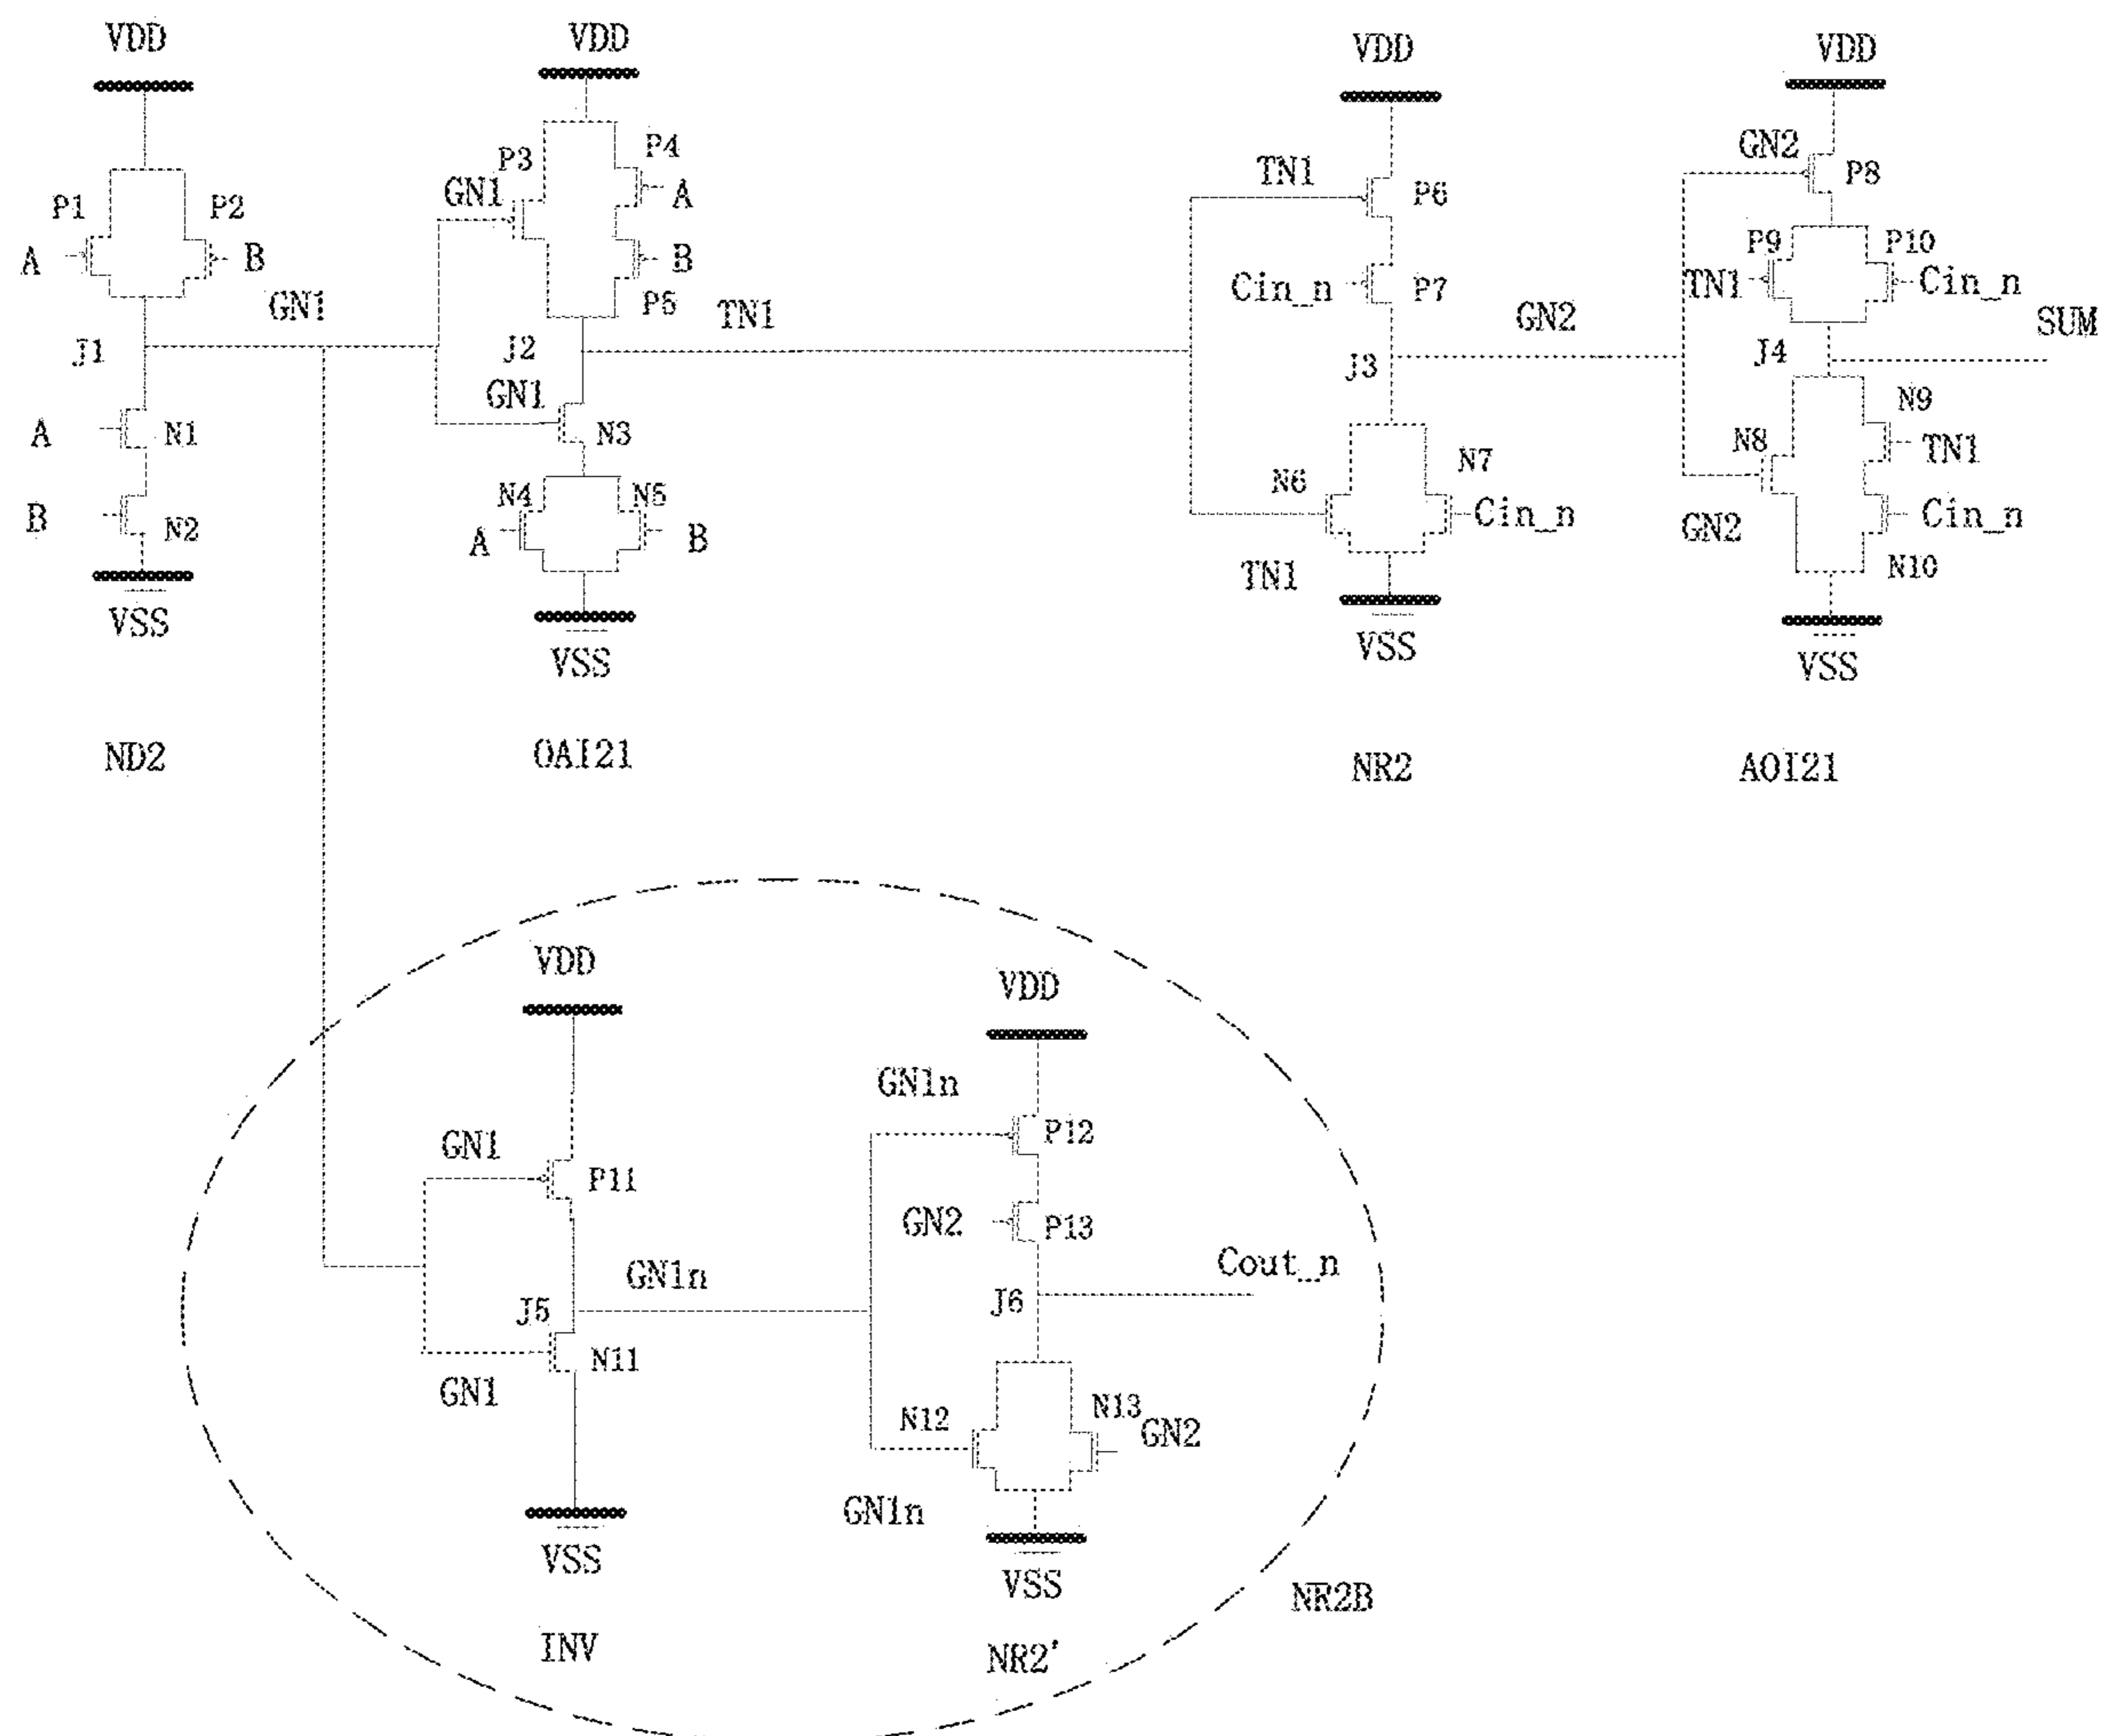 VDD
VDD
VDD
VDD
P1
P2
A
B
GN1
J1
A
N1
B
N2
VSS
ND2
P3
P4
GN1
A
B
P5
J2
TN1
GN1
N3
N4
N5
A
B
VSS
OAI21
TN1
P6
Cin_n
P7
J3
GN2
N6
N7
Cin_n
TN1
VSS
NR2
GN2
P8
P9
P10
TN1
Cin_n
SUM
J4
N9
N8
TN1
Cin_n
GN2
N10
VSS
AOI21
VDD
GN1
P11
J5
GN1n
N11
GN1
VSS
INV
VDD
GN1n
P12
GN2
P13
Cout_n
J6
N12
N13
GN2
GN1n
VSS
NR2'
NR2B